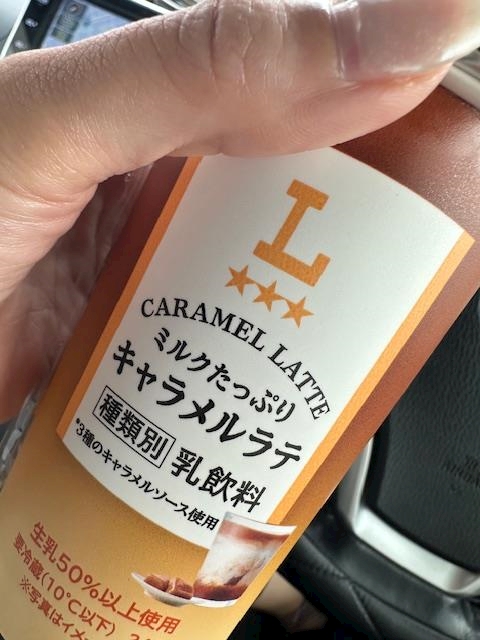 L
★★★
CARAMEL LATTE
ミルクたっぷり
キャラメルラテ
種類別 乳飲料
*3種のキャラメルソース使用
生乳50%以上使用
要冷蔵(10℃以下)
※写真はイメ